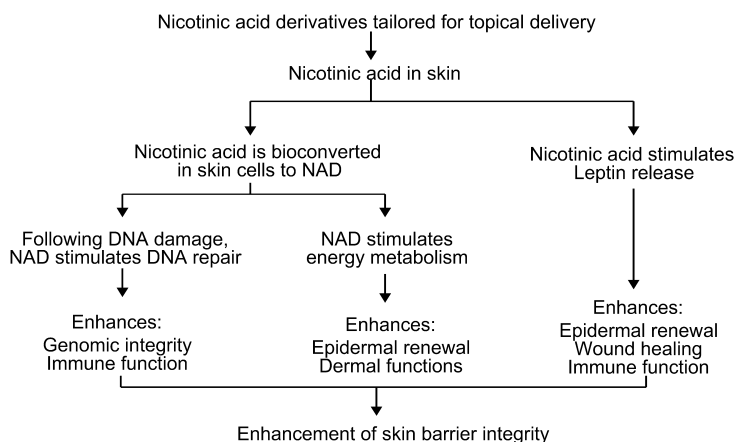 Nicotinic acid derivatives tailored for topical delivery
Nicotinic acid in skin
Nicotinic acid is bioconverted
in skin cells to NAD
Nicotinic acid stimulates
Leptin release
Following DNA damage,
NAD stimulates DNA repair
NAD stimulates
energy metabolism
Enhances:
Genomic integrity
Immune function
Enhances:
Epidermal renewal
Dermal functions
Enhances:
Epidermal renewal
Wound healing
Immune function
Enhancement of skin barrier integrity